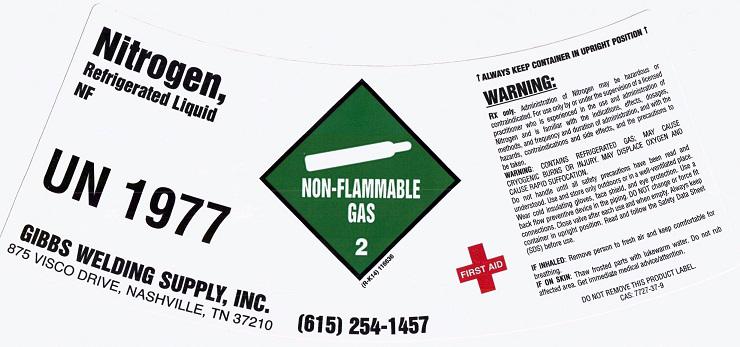 Nitrogen,
Refrigerated Liquid
NF
UN 1977
GIBBS WELDING SUPPLY, INC.
875 VISCO DRIVE, NASHVILLE, TN 37210
(615) 254-1457
NON-FLAMMABLE
GAS
2
(R-K14) 116836
↑ ALWAYS KEEP CONTAINER IN UPRIGHT POSITION ↑
WARNING:
RX only. Administration of Nitrogen may be hazardous or
contraindicated. For use only by or under the supervision of a licensed
practitioner who is experienced in the use and administration of
Nitrogen and is familiar with the indications, effects, dosages,
methods, and frequency and duration of administration, and with the
hazards, contraindications and side effects, and the precautions to
be taken.
WARNING: CONTAINS REFRIGERATED GAS; MAY CAUSE
CRYOGENIC BURNS OR INJURY. MAY DISPLACE OXYGEN AND
CAUSE RAPID SUFFOCATION.
Do not handle until all safety precautions have been read and
understood. Use and store only outdoors or in a well-ventilated place.
Wear cold insulating gloves, face shield, and eye protection. Use a
back flow preventive device in the piping. DO NOT change or force fit
connections. Close valve after each use and when empty. Always keep
container in upright position. Read and follow the Safety Data Sheet
(SDS) before use.
FIRST AID
IF INHALED: Remove person to fresh air and keep comfortable for
breathing.
IF ON SKIN: Thaw frosted parts with lukewarm water. Do not rub
affected area. Get immediate medical advice/attention.
DO NOT REMOVE THIS PRODUCT LABEL.
CAS: 7727-37-9